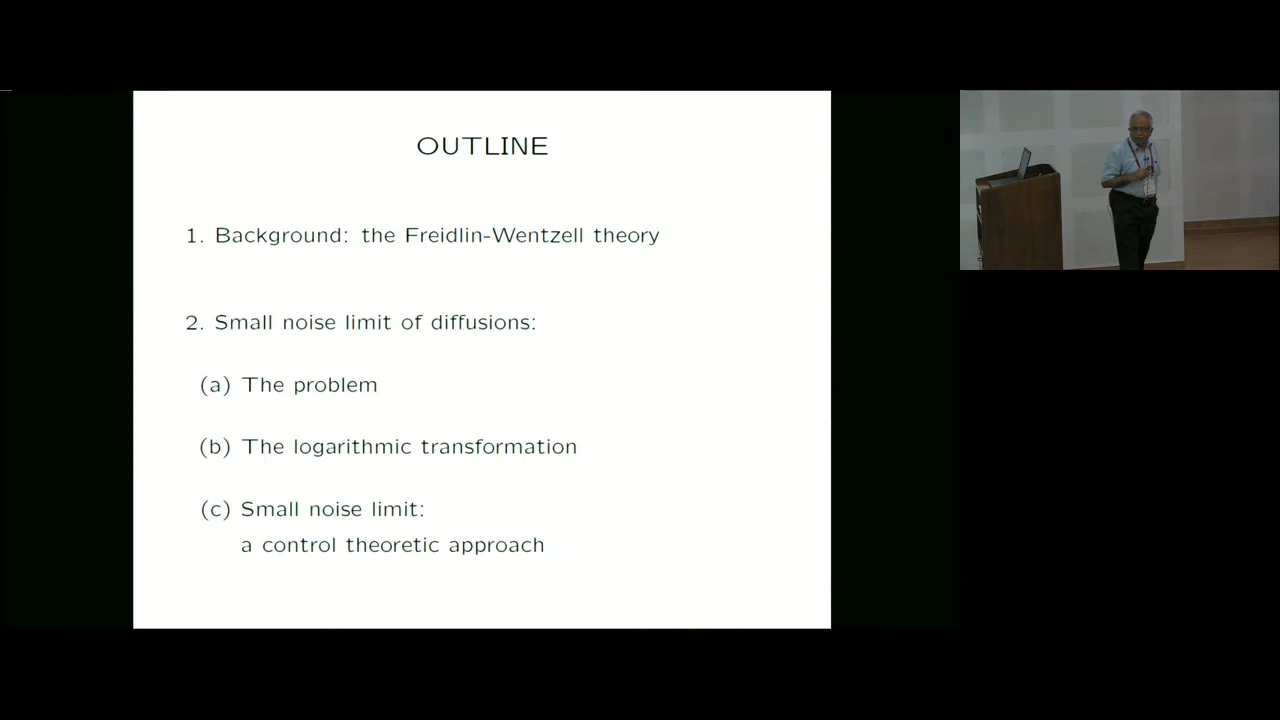 OUTLINE
1. Background: the Freidlin-Wentzell theory
2. Small noise limit of diffusions:
(a) The problem
(b) The logarithmic transformation
(c) Small noise limit:
a control theoretic approach